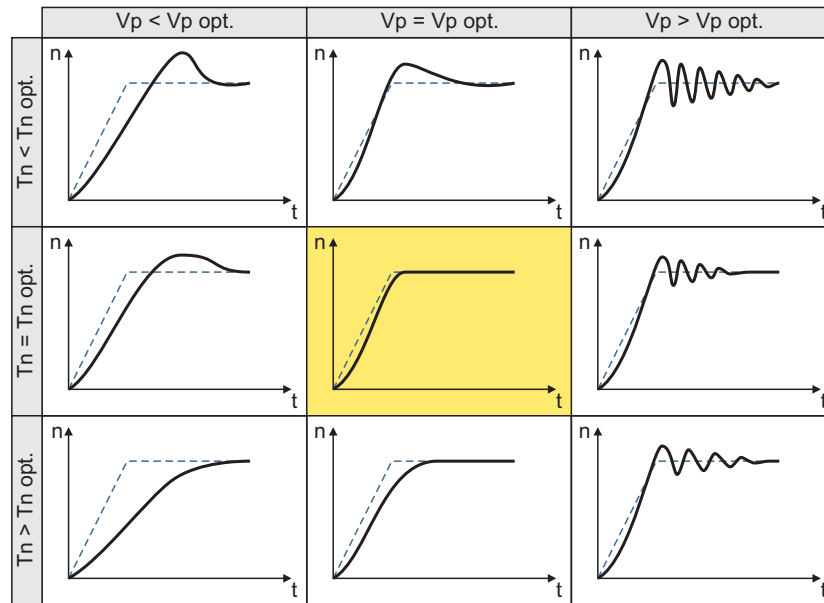 Vp < Vp opt.
Vp = Vp opt.
Vp > Vp opt.
Tn < Tn opt.
n
t
n
t
n
t
Tn = Tn opt.
n
t
n
t
n
t
Tn > Tn opt.
n
t
n
t
n
t